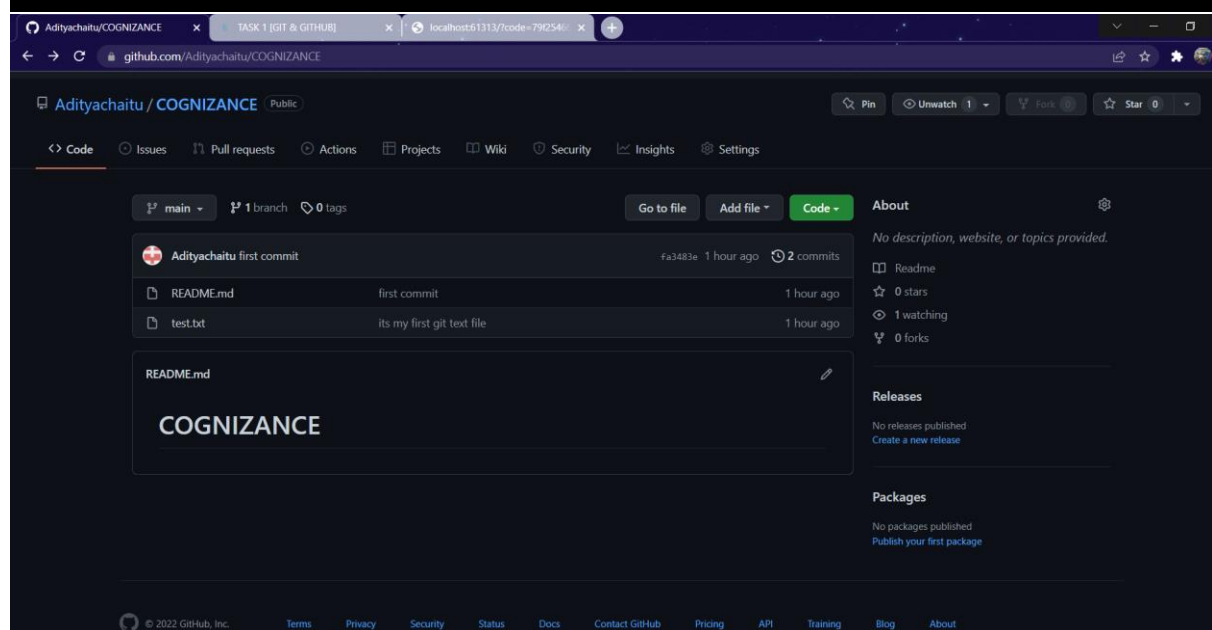 Adityachaitu/COGNIZANCE TASK 1 [GIT & GITHUB] localhost:61313/?code=79f2546
github.com/Adityachaitu/COGNIZANCE
Adityachaitu / COGNIZANCE Public Pin Unwatch 1 Fork 0 Star 0
<> Code Issues Pull requests Actions Projects Wiki Security Insights Settings
main 1 branch 0 tags Go to file Add file Code
Adityachaitu first commit fa3483e 1 hour ago 2 commits
README.md first commit 1 hour ago
test.txt its my first git text file 1 hour ago
README.md
COGNIZANCE
About
No description, website, or topics provided.
Readme
0 stars
1 watching
0 forks
Releases
No releases published
Create a new release
Packages
No packages published
Publish your first package
© 2022 GitHub, Inc. Terms Privacy Security Status Docs Contact GitHub Pricing API Training Blog About